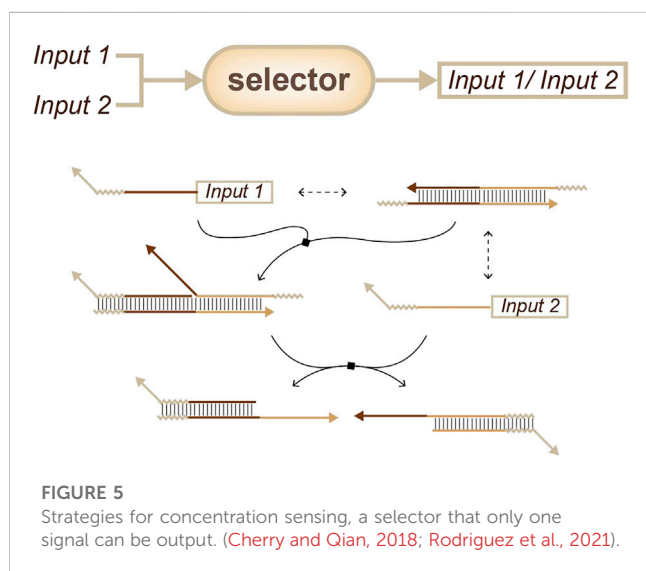 Input 1
Input 2
selector
Input 1/ Input 2
Input 1
Input 2
FIGURE 5
Strategies for concentration sensing, a selector that only one
signal can be output. (Cherry and Qian, 2018; Rodriguez et al., 2021).